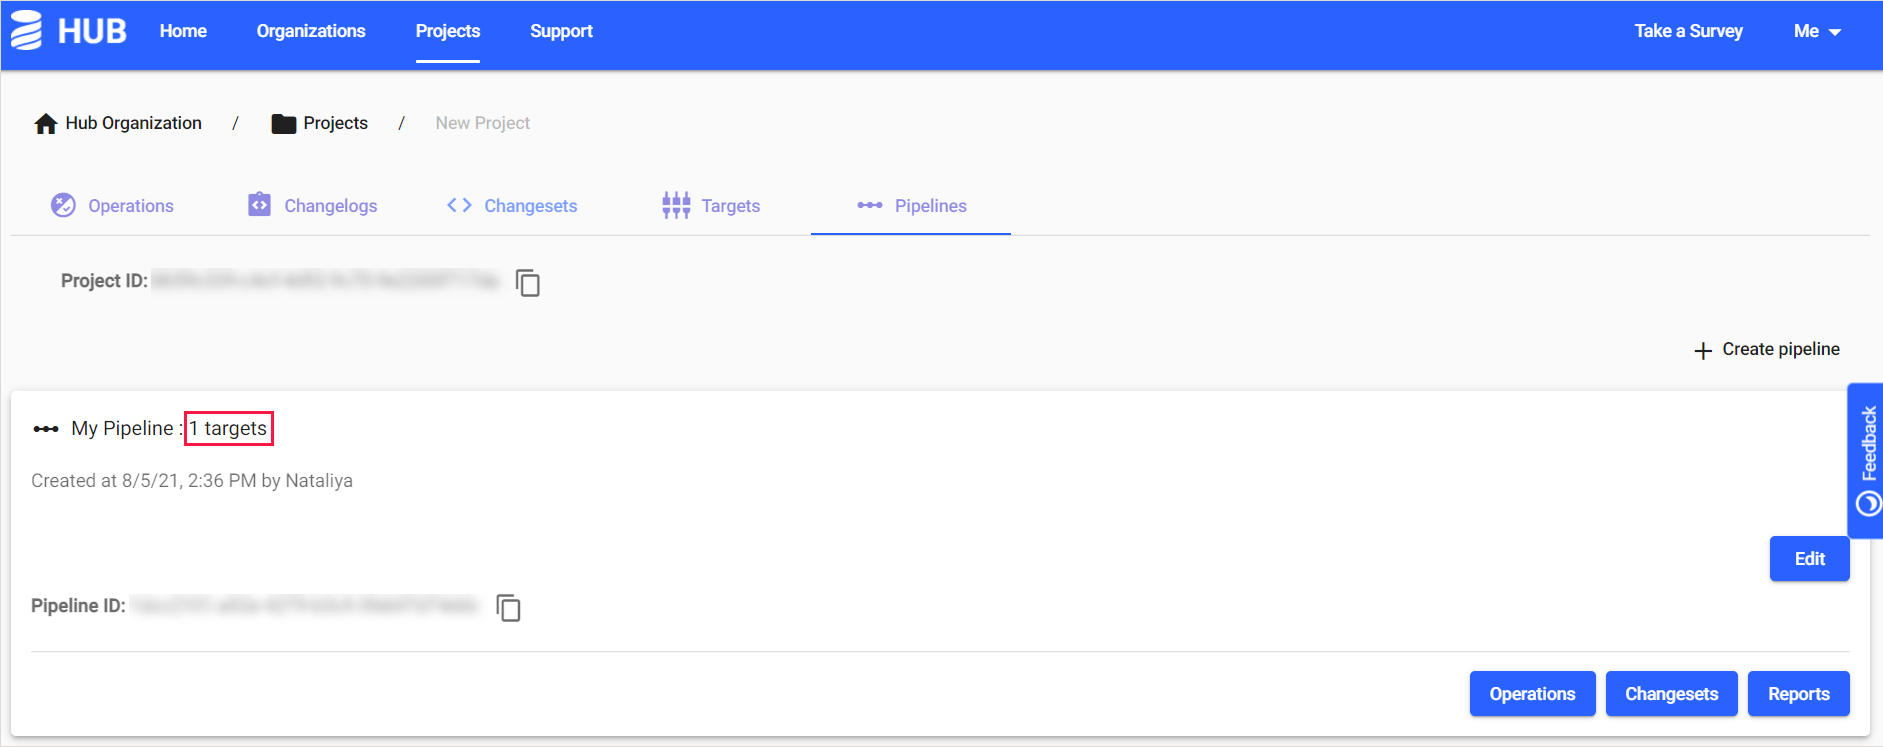 HUB Home Organizations Projects Support Take a Survey Me
Hub Organization / Projects / New Project
Operations Changelogs Changesets Targets Pipelines
Project ID:
Create pipeline
My Pipeline : 1 targets
Created at 8/5/21, 2:36 PM by Nataliya
Feedback
Edit
Pipeline ID:
Operations Changesets Reports